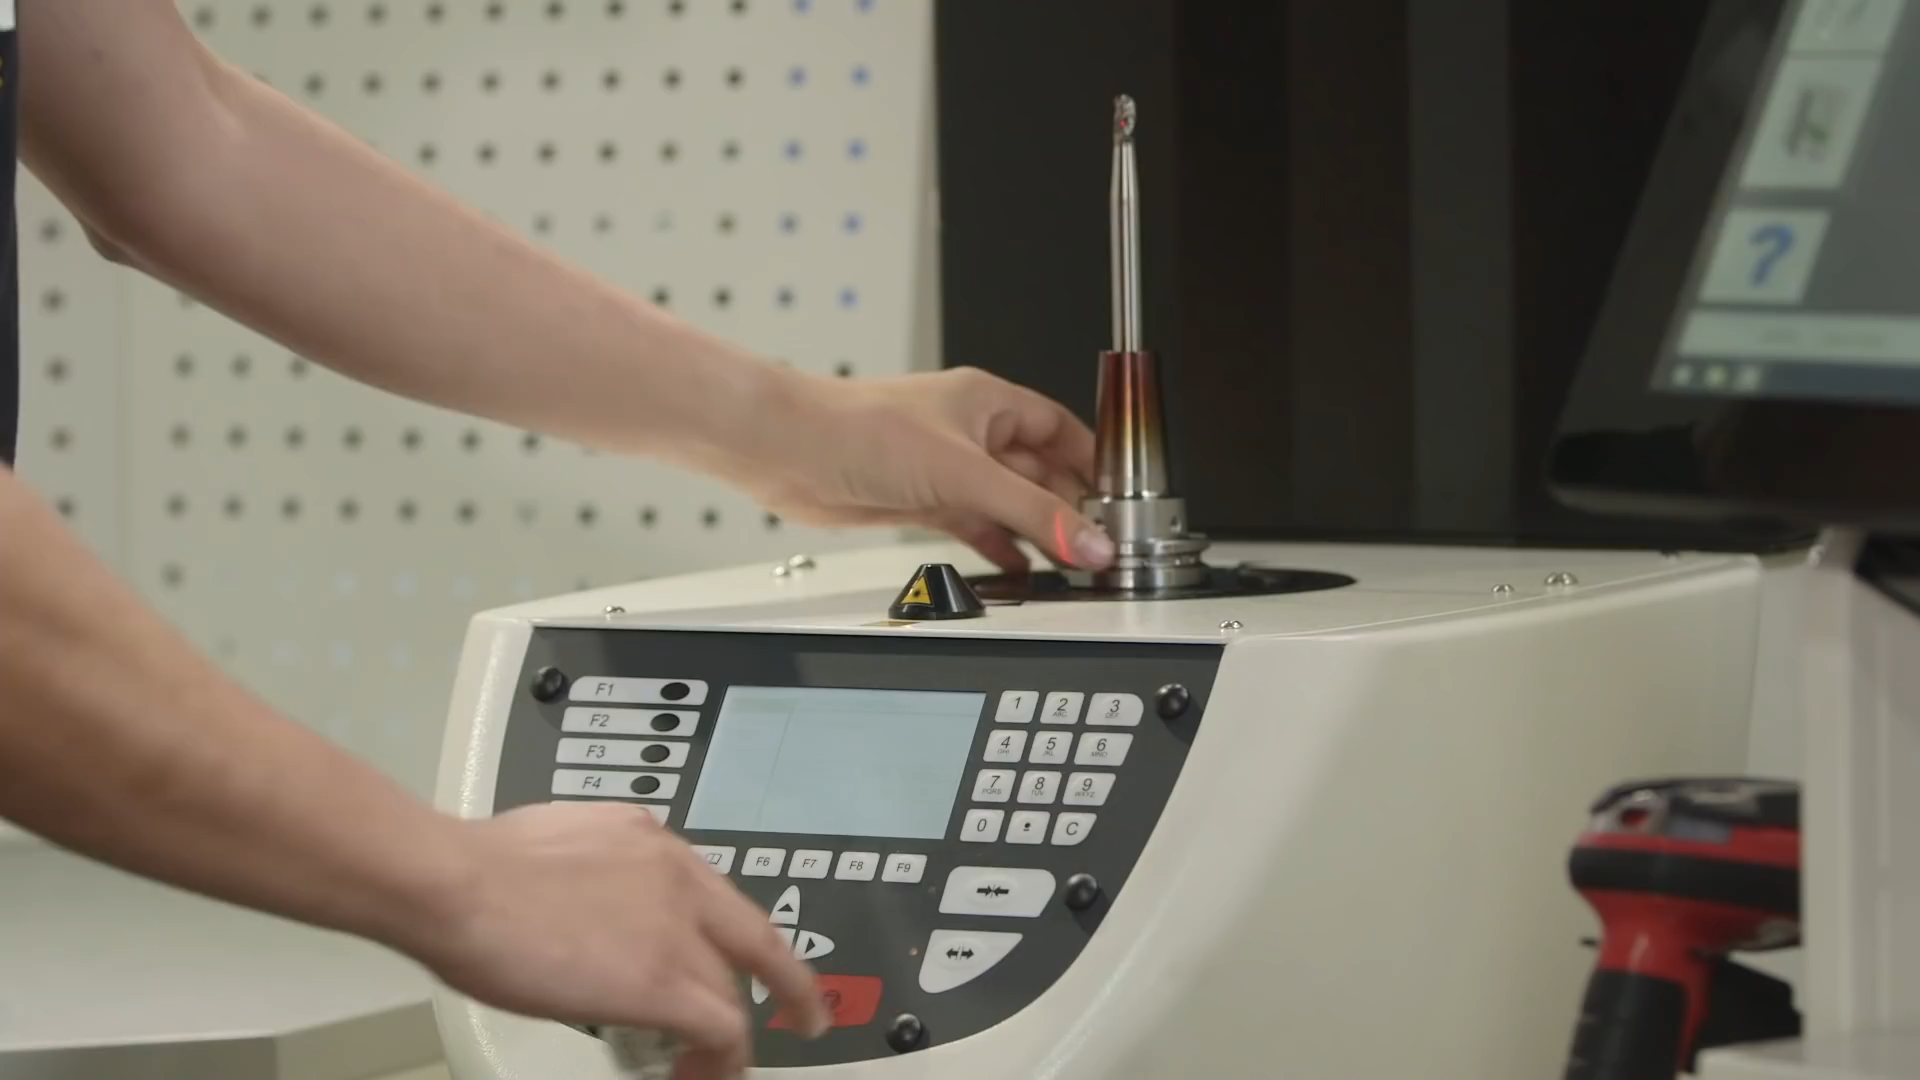 ?
F1
F2
F3
F4
1 2 ABC 3 DEF
4 GHI 5 JKL 6 MNO
7 PQRS 8 TUV 9 WXYZ
0 C
F6 F7 F8 F9